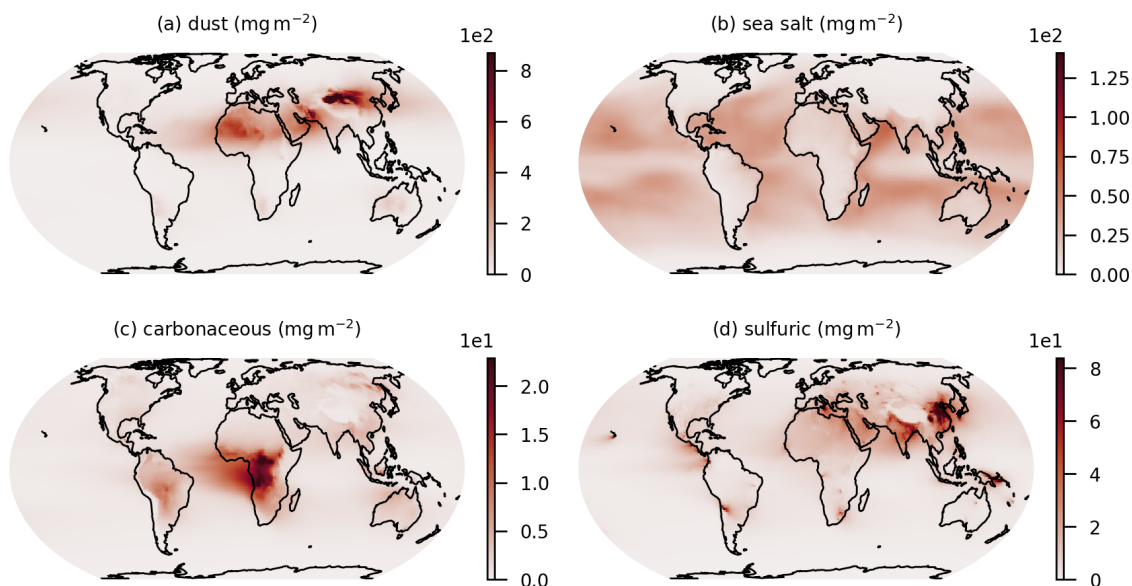 (a) dust (mg m⁻²)
1e2
8
6
4
2
0
(b) sea salt (mg m⁻²)
1e2
1.25
1.00
0.75
0.50
0.25
0.00
(c) carbonaceous (mg m⁻²)
1e1
2.0
1.5
1.0
0.5
0.0
(d) sulfuric (mg m⁻²)
1e1
8
6
4
2
0